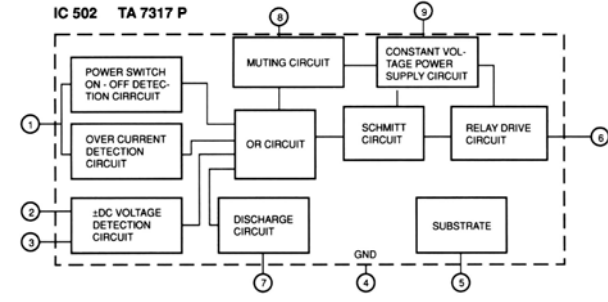 IC 502 TA 7317 P
8
9
MUTING CIRCUIT
CONSTANT VOL-
TAGE POWER
SUPPLY CIRCUIT
POWER SWITCH
ON - OFF DETEC-
TION CIRRCUIT
1
OVER CURRENT
DETECTION
CIRCUIT
OR CIRCUIT
SCHMITT
CIRCUIT
RELAY DRIVE
CIRCUIT
6
2
3
±DC VOLTAGE
DETECTION
CIRCUIT
DISCHARGE
CIRCUIT
SUBSTRATE
GND
7
4
5